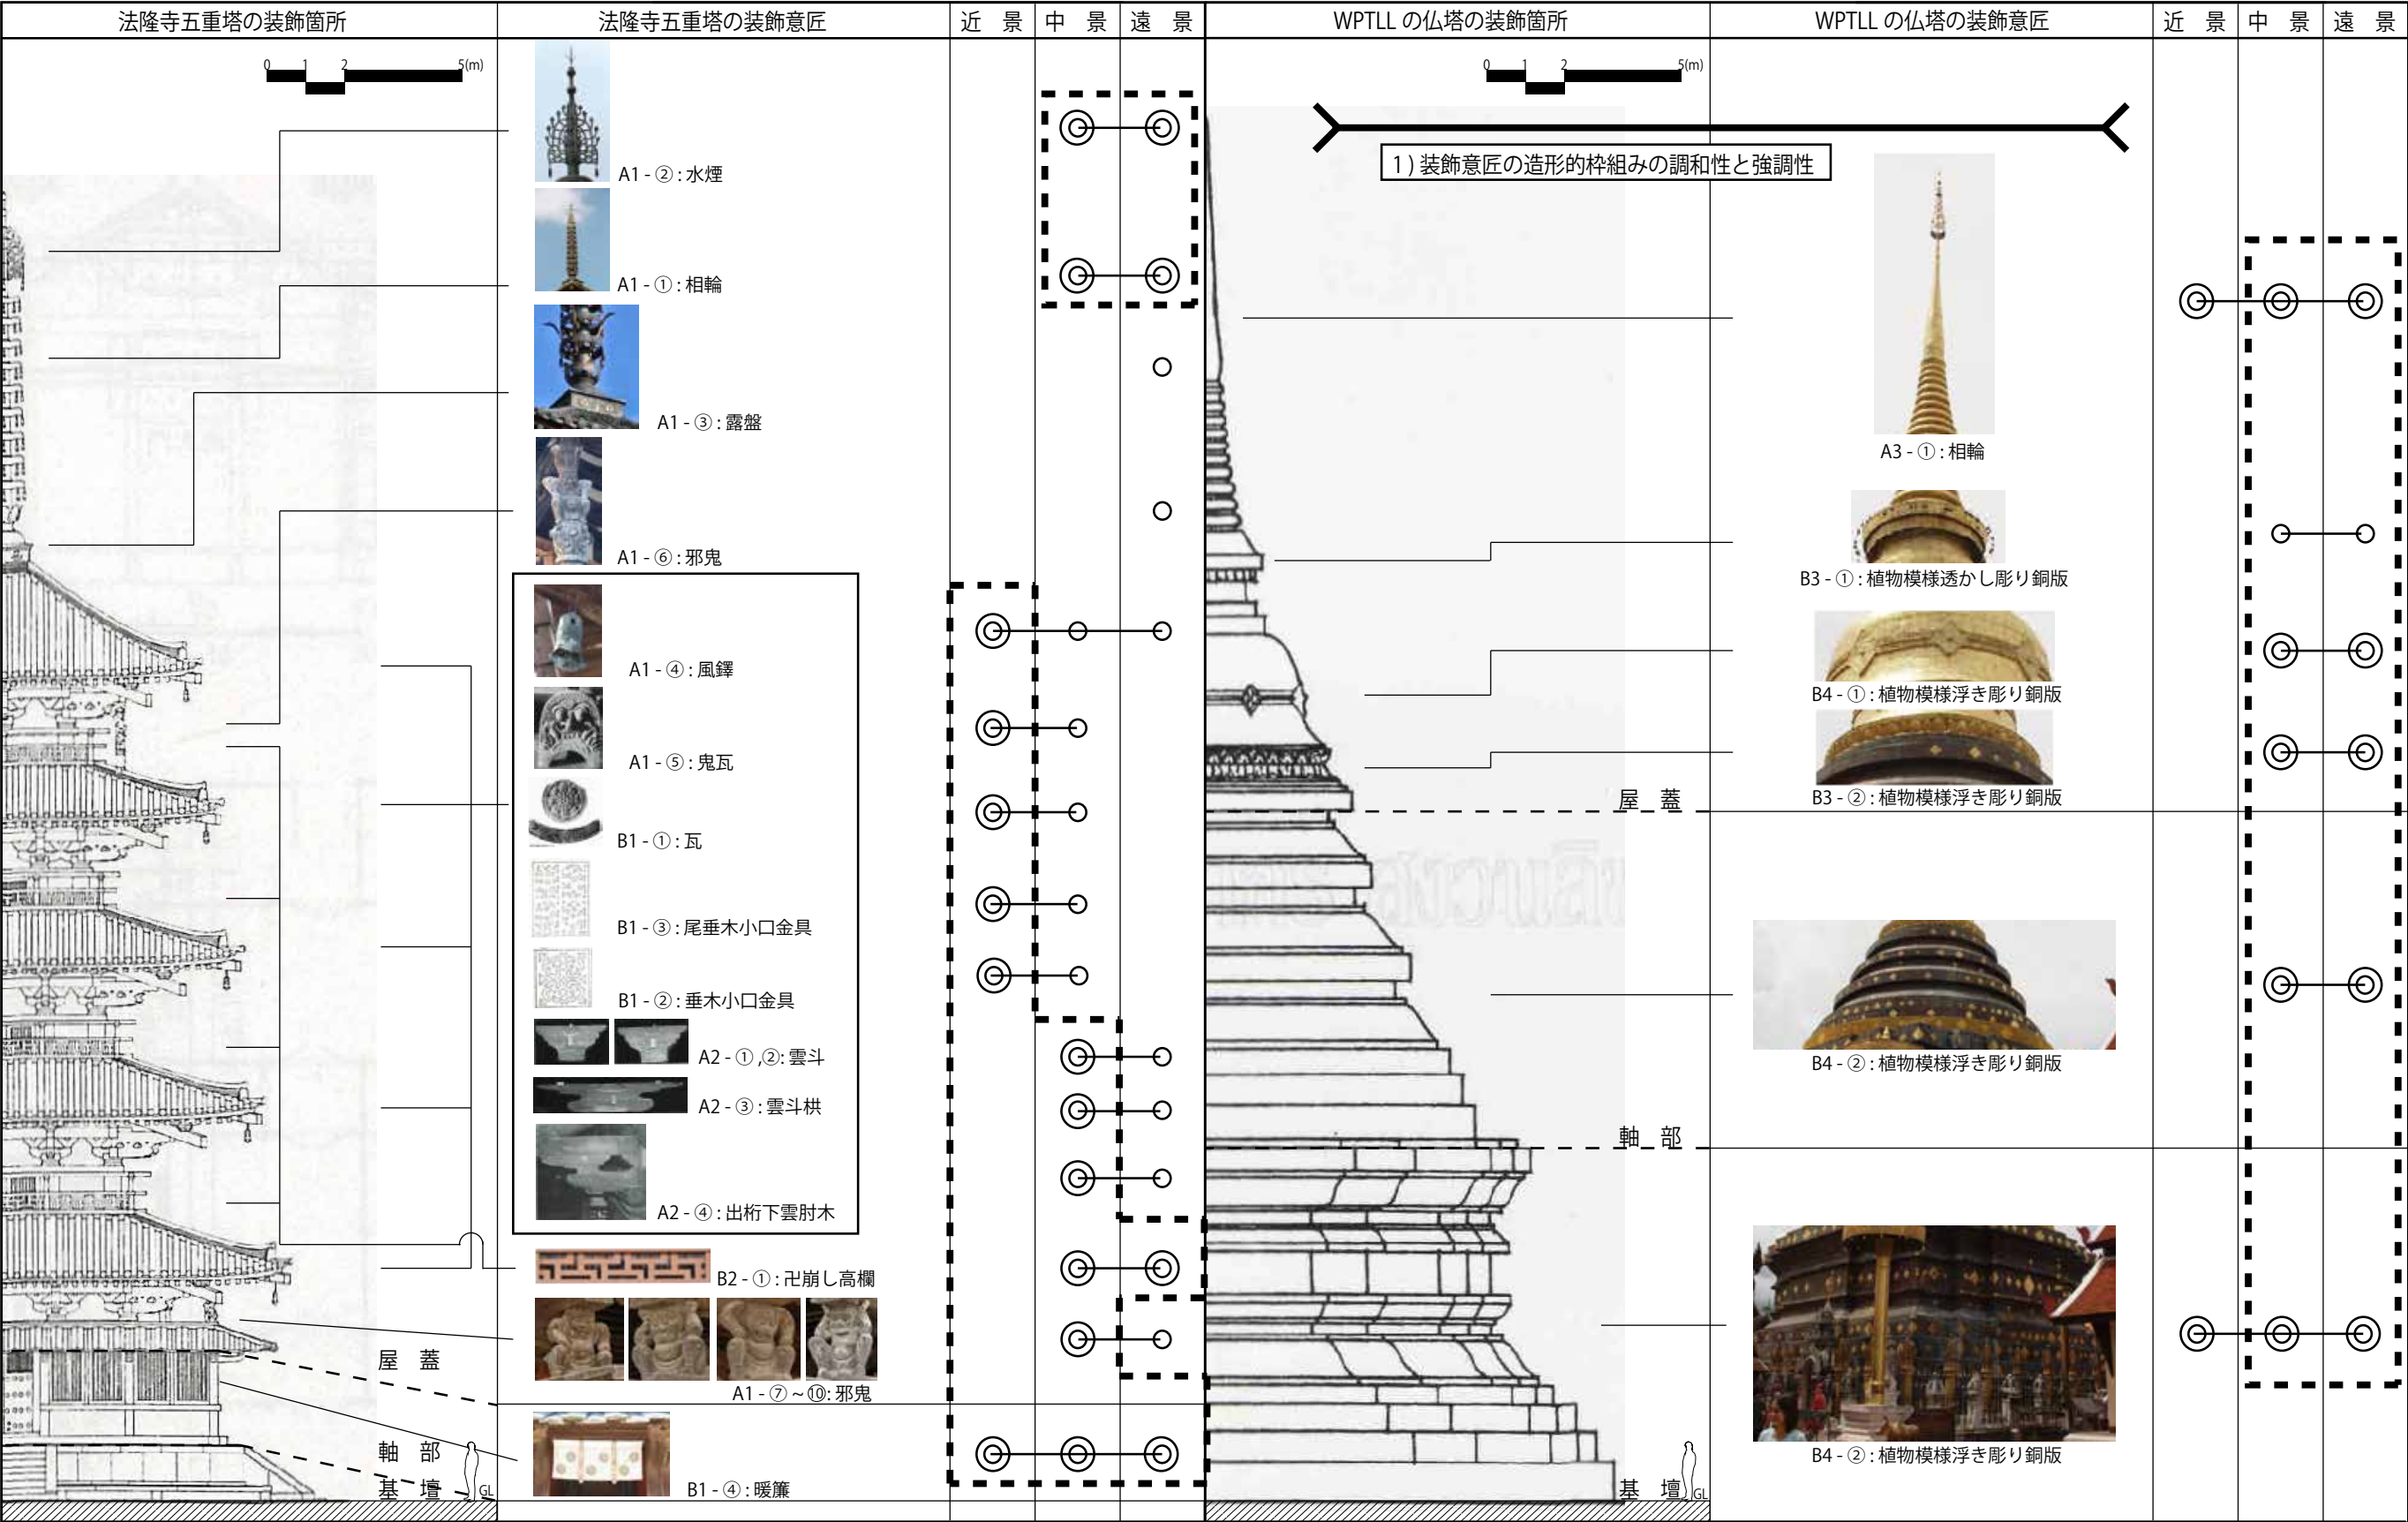 法隆寺五重塔の装飾箇所
法隆寺五重塔の装飾意匠
近 景
中 景
遠 景
WPTLL の仏塔の装飾箇所
WPTLL の仏塔の装飾意匠
近 景
中 景
遠 景
0 1 2 5(m)
A1 - ② : 水煙
A1 - ① : 相輪
A1 - ③ : 露盤
A1 - ⑥ : 邪鬼
A1 - ④ : 風鐸
A1 - ⑤ : 鬼瓦
B1 - ① : 瓦
B1 - ③ : 尾垂木小口金具
B1 - ② : 垂木小口金具
A2 - ① ,②: 雲斗
A2 - ③ : 雲斗栱
A2 - ④ : 出桁下雲肘木
B2 - ① : 卍崩し高欄
A1 - ⑦ ~ ⑩: 邪鬼
B1 - ④ : 暖簾
屋 蓋
軸 部
基 壇
GL
0 1 2 5(m)
1 ) 装飾意匠の造形的枠組みの調和性と強調性
A3 - ① : 相輪
B3 - ① : 植物模様透かし彫り銅版
B4 - ① : 植物模様浮き彫り銅版
B3 - ② : 植物模様浮き彫り銅版
屋 蓋
B4 - ② : 植物模様浮き彫り銅版
軸 部
B4 - ② : 植物模様浮き彫り銅版
基 壇
GL